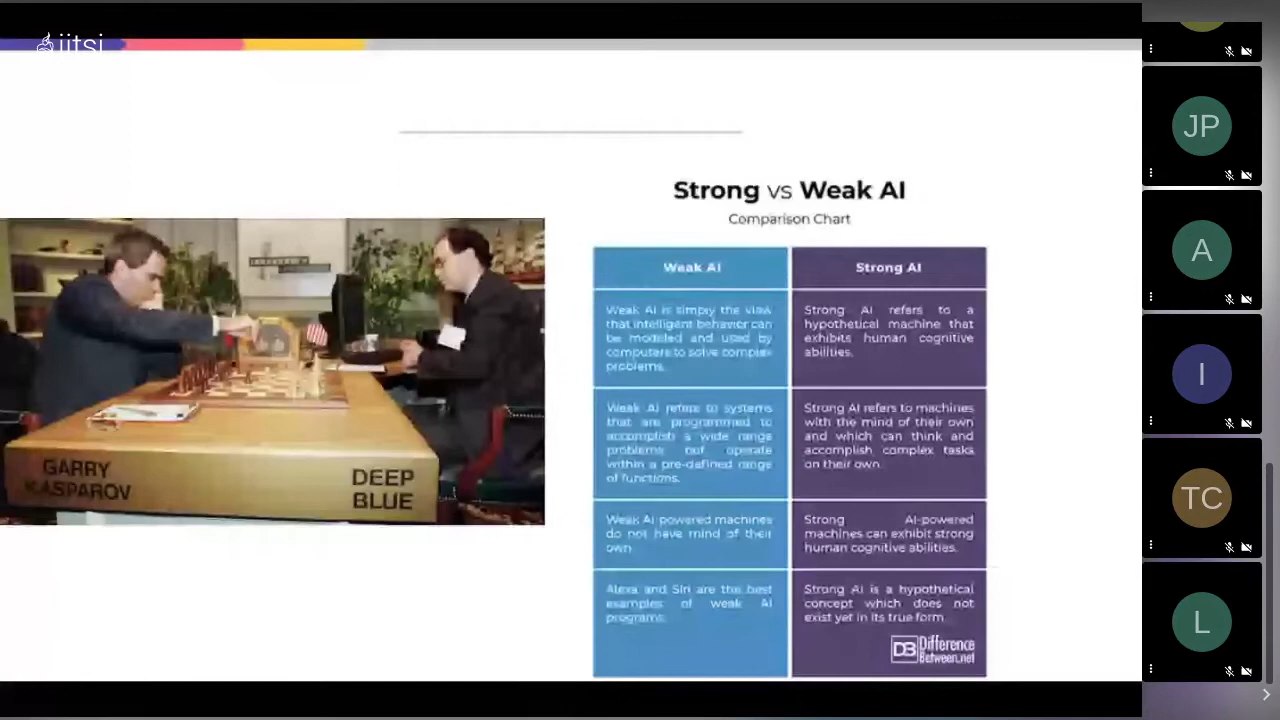 jitsi
Strong vs Weak AI
Comparison Chart
Weak AI
Strong AI
Weak AI is simply the view
that intelligent behavior can
be modeled and used by
computers to solve complex
problems.
Strong AI refers to a
hypothetical machine that
exhibits human cognitive
abilities.
Weak AI refers to systems
that are programmed to
accomplish a wide range
problems but operate
within a pre-defined range
of functions.
Strong AI refers to machines
with the mind of their own
and which can think and
accomplish complex tasks
on their own.
Weak AI-powered machines
do not have mind of their
own.
Strong AI-powered
machines can exhibit strong
human cognitive abilities.
Alexa and Siri are the best
examples of weak AI
programs.
Strong AI is a hypothetical
concept which does not
exist yet in its true form.
DB Difference
Between.net
GARRY
KASPAROV
DEEP
BLUE
JP
A
I
TC
L